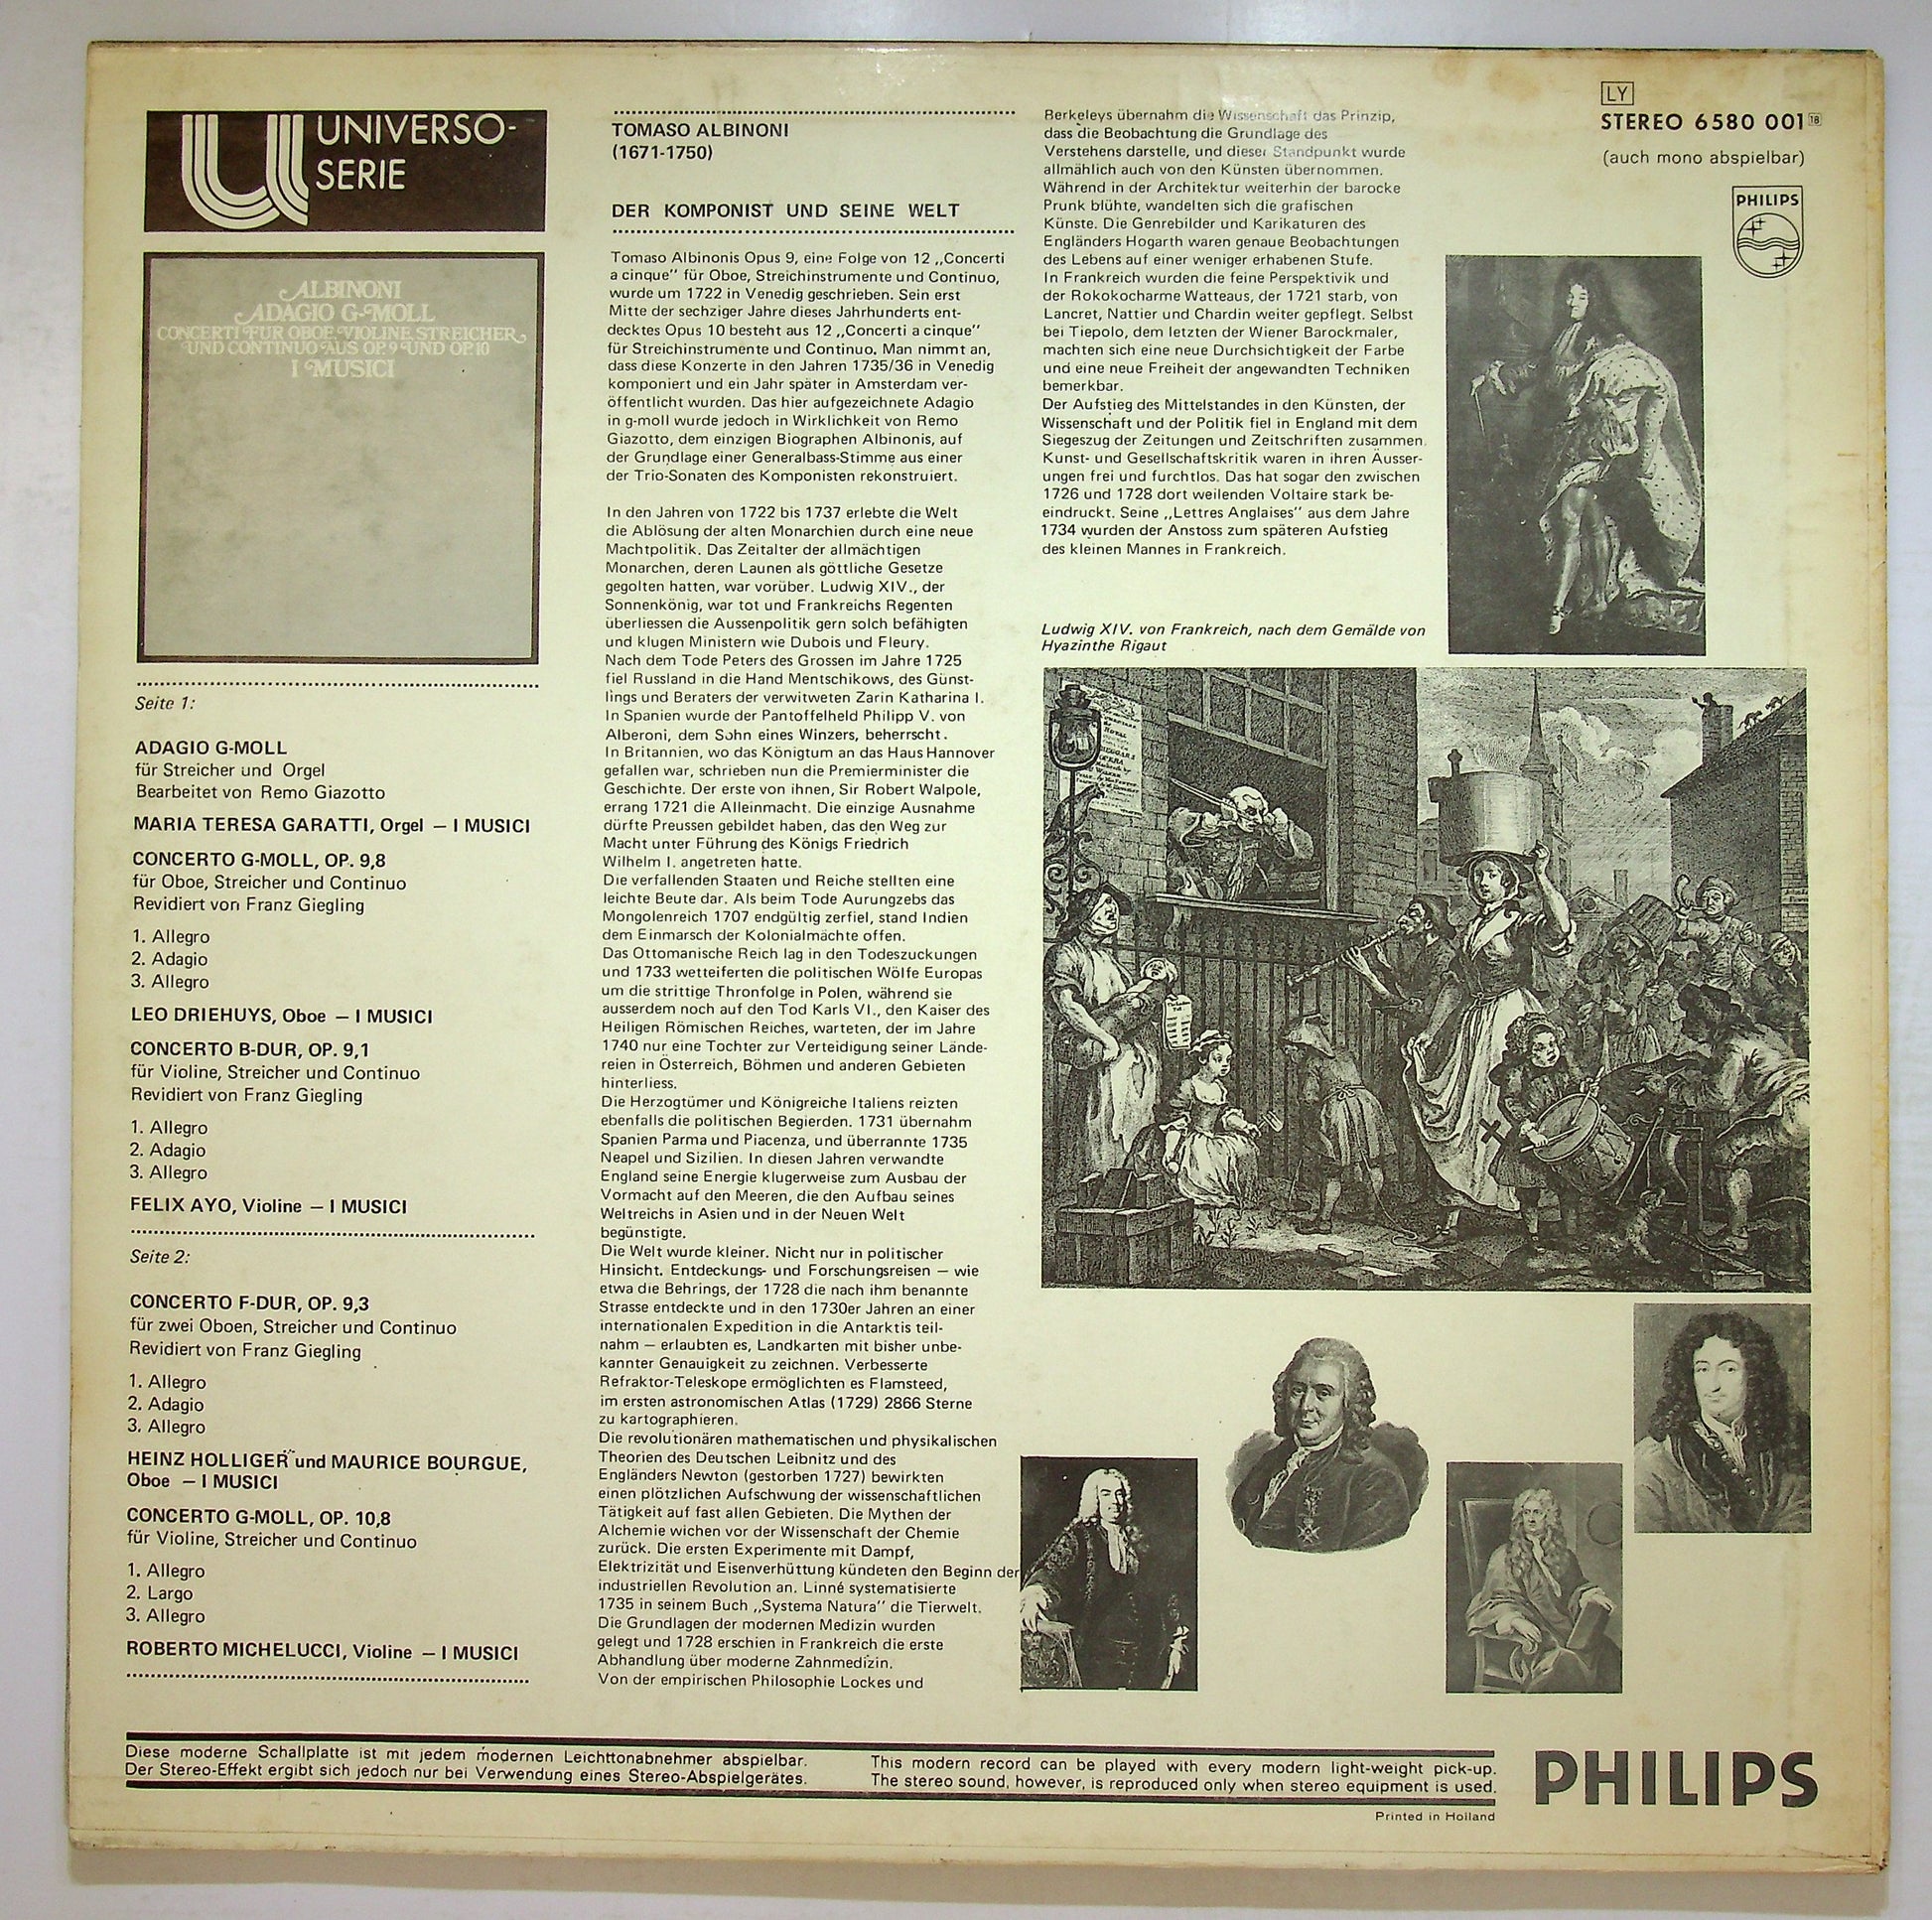 UNIVERSO-
SERIE
ALBINONI
ADAGIO G-MOLL
CONCERTI FÜR OBOE, VIOLINE, STREICHER
UND CONTINUO AUS OP. 9 UND OP. 10
I MUSICI
Seite 1:
ADAGIO G-MOLL
für Streicher und Orgel
Bearbeitet von Remo Giazotto
MARIA TERESA GARATTI, Orgel — I MUSICI
CONCERTO G-MOLL, OP. 9,8
für Oboe, Streicher und Continuo
Revidiert von Franz Giegling
1. Allegro
2. Adagio
3. Allegro
LEO DRIEHUYS, Oboe — I MUSICI
CONCERTO B-DUR, OP. 9,1
für Violine, Streicher und Continuo
Revidiert von Franz Giegling
1. Allegro
2. Adagio
3. Allegro
FELIX AYO, Violine — I MUSICI
Seite 2:
CONCERTO F-DUR, OP. 9,3
für zwei Oboen, Streicher und Continuo
Revidiert von Franz Giegling
1. Allegro
2. Adagio
3. Allegro
HEINZ HOLLIGER und MAURICE BOURGUE,
Oboe — I MUSICI
CONCERTO G-MOLL, OP. 10,8
für Violine, Streicher und Continuo
1. Allegro
2. Largo
3. Allegro
ROBERTO MICHELUCCI, Violine — I MUSICI
TOMASO ALBINONI
(1671-1750)
DER KOMPONIST UND SEINE WELT
Tomaso Albinonis Opus 9, eine Folge von 12 „Concerti
a cinque” für Oboe, Streichinstrumente und Continuo,
wurde um 1722 in Venedig geschrieben. Sein erst
Mitte der sechziger Jahre dieses Jahrhunderts ent-
decktes Opus 10 besteht aus 12 „Concerti a cinque”
für Streichinstrumente und Continuo. Man nimmt an,
dass diese Konzerte in den Jahren 1735/36 in Venedig
komponiert und ein Jahr später in Amsterdam ver-
öffentlicht wurden. Das hier aufgezeichnete Adagio
in g-moll wurde jedoch in Wirklichkeit von Remo
Giazotto, dem einzigen Biographen Albinonis, auf
der Grundlage einer Generalbass-Stimme aus einer
der Trio-Sonaten des Komponisten rekonstruiert.
In den Jahren von 1722 bis 1737 erlebte die Welt
die Ablösung der alten Monarchien durch eine neue
Machtpolitik. Das Zeitalter der allmächtigen
Monarchen, deren Launen als göttliche Gesetze
gegolten hatten, war vorüber. Ludwig XIV., der
Sonnenkönig, war tot und Frankreichs Regenten
überliessen die Aussenpolitik gern solch befähigten
und klugen Ministern wie Dubois und Fleury.
Nach dem Tode Peters des Grossen im Jahre 1725
fiel Russland in die Hand Mentschikows, des Günst-
lings und Beraters der verwitweten Zarin Katharina I.
In Spanien wurde der Pantoffelheld Philipp V. von
Alberoni, dem Sohn eines Winzers, beherrscht.
In Britannien, wo das Königtum an das Haus Hannover
gefallen war, schrieben nun die Premierminister die
Geschichte. Der erste von ihnen, Sir Robert Walpole,
errang 1721 die Alleinmacht. Die einzige Ausnahme
dürfte Preussen gebildet haben, das den Weg zur
Macht unter Führung des Königs Friedrich
Wilhelm I. angetreten hatte.
Die verfallenden Staaten und Reiche stellten eine
leichte Beute dar. Als beim Tode Aurungzebs das
Mongolenreich 1707 endgültig zerfiel, stand Indien
dem Einmarsch der Kolonialmächte offen.
Das Ottomanische Reich lag in den Todeszuckungen
und 1733 wetteiferten die politischen Wölfe Europas
um die strittige Thronfolge in Polen, während sie
ausserdem noch auf den Tod Karls VI., den Kaiser des
Heiligen Römischen Reiches, warteten, der im Jahre
1740 nur eine Tochter zur Verteidigung seiner Lände-
reien in Österreich, Böhmen und anderen Gebieten
hinterliess.
Die Herzogtümer und Königreiche Italiens reizten
ebenfalls die politischen Begierden. 1731 übernahm
Spanien Parma und Piacenza, und überrannte 1735
Neapel und Sizilien. In diesen Jahren verwandte
England seine Energie klugerweise zum Ausbau der
Vormacht auf den Meeren, die den Aufbau seines
Weltreichs in Asien und in der Neuen Welt
begünstigte.
Die Welt wurde kleiner. Nicht nur in politischer
Hinsicht. Entdeckungs- und Forschungsreisen — wie
etwa die Behrings, der 1728 die nach ihm benannte
Strasse entdeckte und in den 1730er Jahren an einer
internationalen Expedition in die Antarktis teil-
nahm — erlaubten es, Landkarten mit bisher unbe-
kannter Genauigkeit zu zeichnen. Verbesserte
Refraktor-Teleskope ermöglichten es Flamsteed,
im ersten astronomischen Atlas (1729) 2866 Sterne
zu kartographieren.
Die revolutionären mathematischen und physikalischen
Theorien des Deutschen Leibnitz und des
Engländers Newton (gestorben 1727) bewirkten
einen plötzlichen Aufschwung der wissenschaftlichen
Tätigkeit auf fast allen Gebieten. Die Mythen der
Alchemie wichen vor der Wissenschaft der Chemie
zurück. Die ersten Experimente mit Dampf,
Elektrizität und Eisenverhüttung kündeten den Beginn der
industriellen Revolution an. Linné systematisierte
1735 in seinem Buch „Systema Natura” die Tierwelt.
Die Grundlagen der modernen Medizin wurden
gelegt und 1728 erschien in Frankreich die erste
Abhandlung über moderne Zahnmedizin.
Von der empirischen Philosophie Lockes und
Berkeleys übernahm die Wissenschaft das Prinzip,
dass die Beobachtung die Grundlage des
Verstehens darstelle, und dieser Standpunkt wurde
allmählich auch von den Künsten übernommen.
Während in der Architektur weiterhin der barocke
Prunk blühte, wandelten sich die grafischen
Künste. Die Genrebilder und Karikaturen des
Engländers Hogarth waren genaue Beobachtungen
des Lebens auf einer weniger erhabenen Stufe.
In Frankreich wurden die feine Perspektivik und
der Rokokocharme Watteaus, der 1721 starb, von
Lancret, Nattier und Chardin weiter gepflegt. Selbst
bei Tiepolo, dem letzten der Wiener Barockmaler,
machten sich eine neue Durchsichtigkeit der Farbe
und eine neue Freiheit der angewandten Techniken
bemerkbar.
Der Aufstieg des Mittelstandes in den Künsten, der
Wissenschaft und der Politik fiel in England mit dem
Siegeszug der Zeitungen und Zeitschriften zusammen.
Kunst- und Gesellschaftskritik waren in ihren Äusser-
ungen frei und furchtlos. Das hat sogar den zwischen
1726 und 1728 dort weilenden Voltaire stark be-
eindruckt. Seine „Lettres Anglaises” aus dem Jahre
1734 wurden der Anstoss zum späteren Aufstieg
des kleinen Mannes in Frankreich.
Ludwig XIV. von Frankreich, nach dem Gemälde von
Hyazinthe Rigaut
LY
STEREO 6580 001 18
(auch mono abspielbar)
PHILIPS
Diese moderne Schallplatte ist mit jedem modernen Leichttonabnehmer abspielbar.
Der Stereo-Effekt ergibt sich jedoch nur bei Verwendung eines Stereo-Abspielgerätes.
This modern record can be played with every modern light-weight pick-up.
The stereo sound, however, is reproduced only when stereo equipment is used.
Printed in Holland
PHILIPS